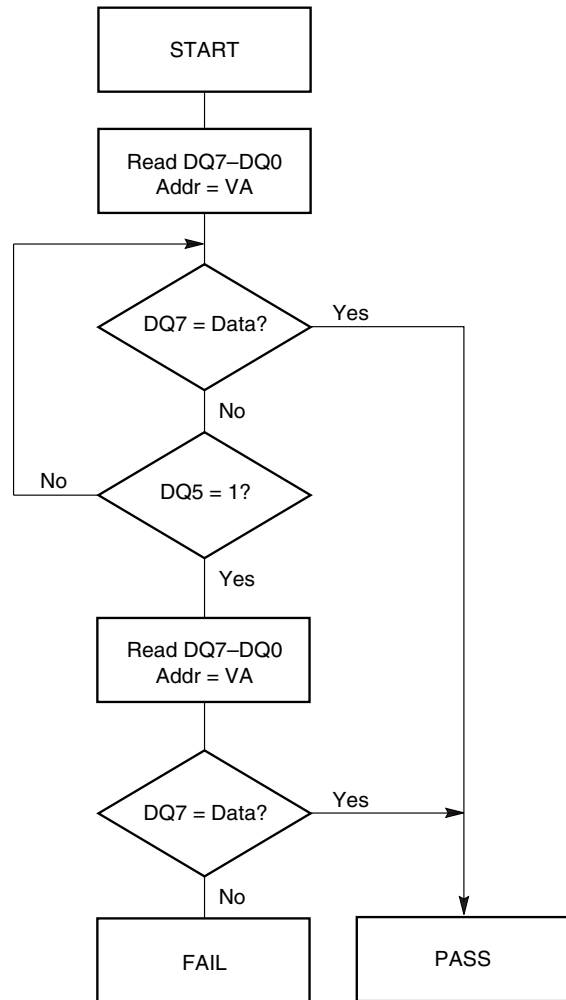 START
Read DQ7–DQ0
Addr = VA
DQ7 = Data?
Yes
No
No
DQ5 = 1?
Yes
Read DQ7–DQ0
Addr = VA
DQ7 = Data?
Yes
No
FAIL
PASS